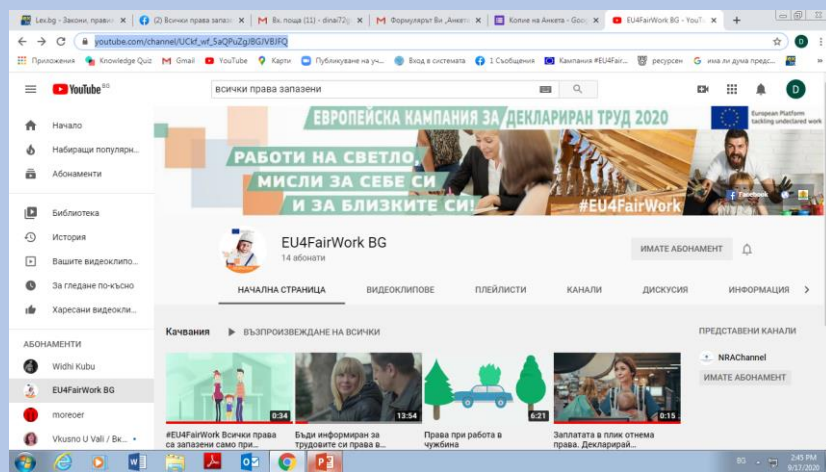 Lex.bg - Закони, прави
(2) Всички права запазе
Вх. поща (11) - dinai72@
Формулярът Ви „Анкета
Копие на Анкета - Goo
EU4FairWork BG - YouTu
youtube.com/channel/UCkf_wf_5aQPuZgJBGJVBJFQ
Приложения
Knowledge Quiz
Gmail
YouTube
Карти
Публикуване на уч...
Вход в системата
1 Съобщения
Кампания #EU4Fair...
ресурсен
има ли дума предс...
YouTube BG
всички права запазени
D
Начало
Набиращи популярн...
Абонаменти
Библиотека
История
Вашите видеоклипо...
За гледане по-късно
Харесани видеокли...
АБОНАМЕНТИ
Widhi Kubu
EU4FairWork BG
moreoer
Vkusno U Vali / Вк...
ЕВРОПЕЙСКА КАМПАНИЯ ЗА ДЕКЛАРИРАН ТРУД 2020
European Platform
tackling undeclared work
РАБОТИ НА СВЕТЛО,
МИСЛИ ЗА СЕБЕ СИ
И ЗА БЛИЗКИТЕ СИ!
#EU4FairWork
Facebook
EU4FairWork BG
14 абонати
ИМАТЕ АБОНАМЕНТ
НАЧАЛНА СТРАНИЦА
ВИДЕОКЛИПОВЕ
ПЛЕЙЛИСТИ
КАНАЛИ
ДИСКУСИЯ
ИНФОРМАЦИЯ
Качвания
ВЪЗПРОИЗВЕЖДАНЕ НА ВСИЧКИ
0:34
13:54
6:21
0:15
#EU4FairWork Всички права
са запазени само при...
Бъди информиран за
трудовите си права в...
Права при работа в
чужбина
Заплатата в плик отнема
права. Декларирай...
ПРЕДСТАВЕНИ КАНАЛИ
NRAChannel
ИМАТЕ АБОНАМЕНТ
BG
2:45 PM
9/17/2020